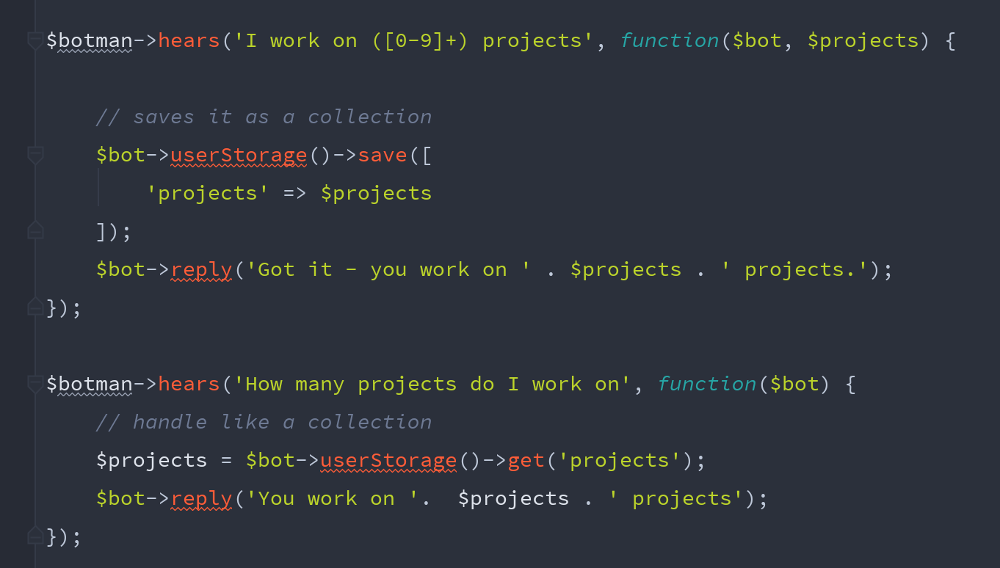 $botman->hears('I work on ([0-9]+) projects', function($bot, $projects) {
// saves it as a collection
$bot->userStorage()->save([
'projects' => $projects
]);
$bot->reply('Got it - you work on ' . $projects . ' projects.');
});
$botman->hears('How many projects do I work on', function($bot) {
// handle like a collection
$projects = $bot->userStorage()->get('projects');
$bot->reply('You work on '.  $projects . ' projects');
});